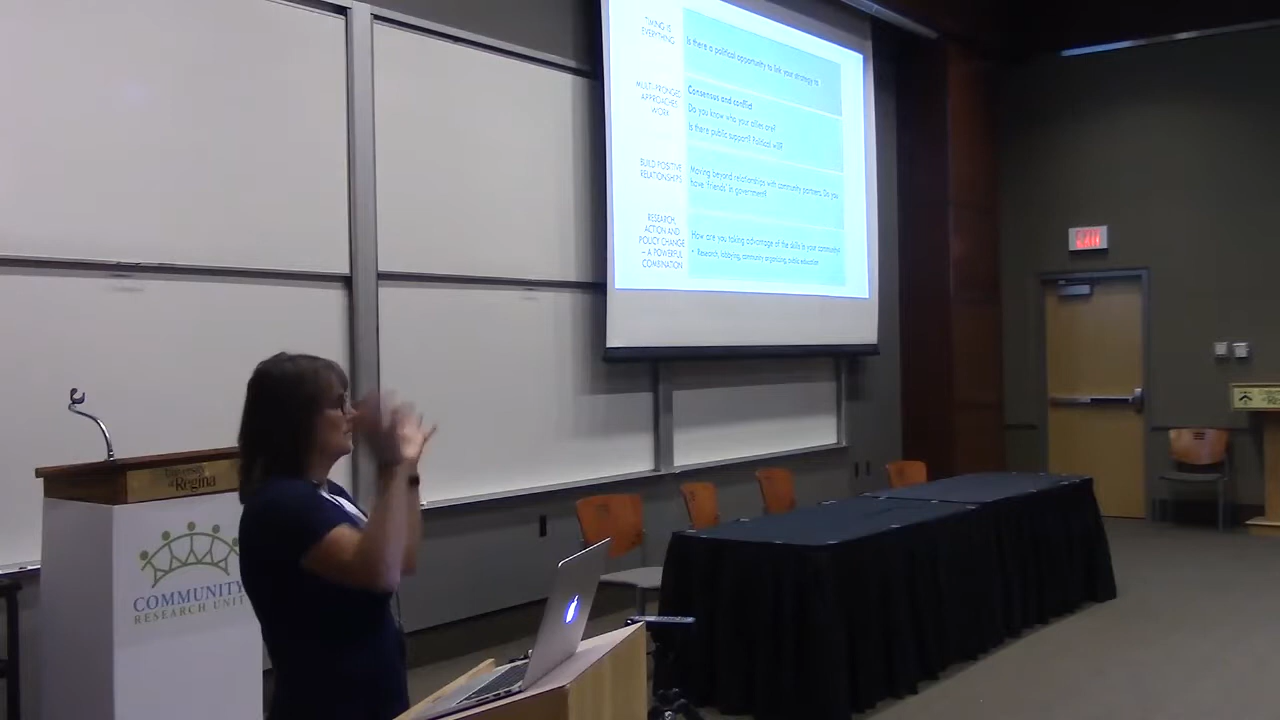 TIMING IS
EVERYTHING
Is there a political opportunity to link your strategy to
MULTI-PRONGED
APPROACHES
WORK
Consensus and conflict
Do you know who your allies are?
Is there public support? Political will?
BUILD POSITIVE
RELATIONSHIPS
Moving beyond relationships with community partners. Do you
have 'friends' in government?
RESEARCH,
ACTION AND
POLICY CHANGE
– A POWERFUL
COMBINATION
How are you taking advantage of the skills in your community?
• Research, lobbying, community organizing, public education
EXIT
University
of Regina
COMMUNITY
RESEARCH UNIT
University
of Regina